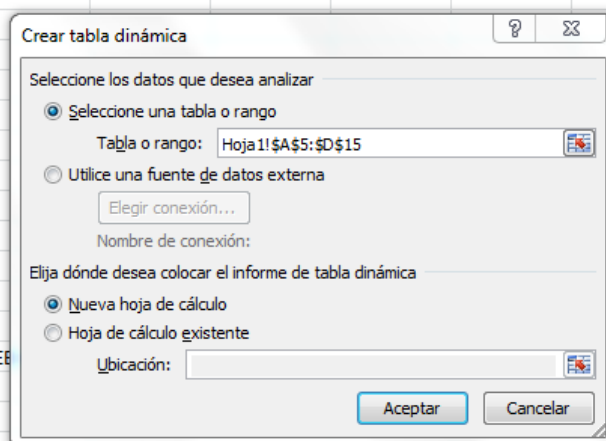 Crear tabla dinámica
Seleccione los datos que desea analizar
Seleccione una tabla o rango
Tabla o rango: Hoja1!$A$5:$D$15
Utilice una fuente de datos externa
Elegir conexión...
Nombre de conexión:
Elija dónde desea colocar el informe de tabla dinámica
Nueva hoja de cálculo
Hoja de cálculo existente
Ubicación:
Aceptar Cancelar